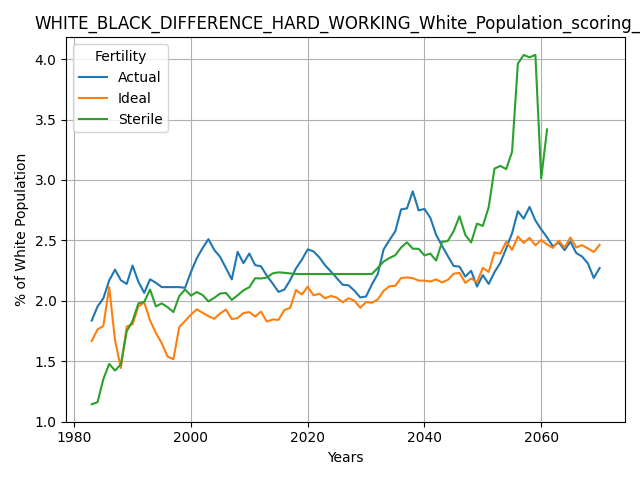 WHITE_BLACK_DIFFERENCE_HARD_WORKING_White_Population_scoring_
Fertility
Actual
Ideal
Sterile
% of White Population
4.0
3.5
3.0
2.5
2.0
1.5
1.0
1980
2000
2020
2040
2060
Years